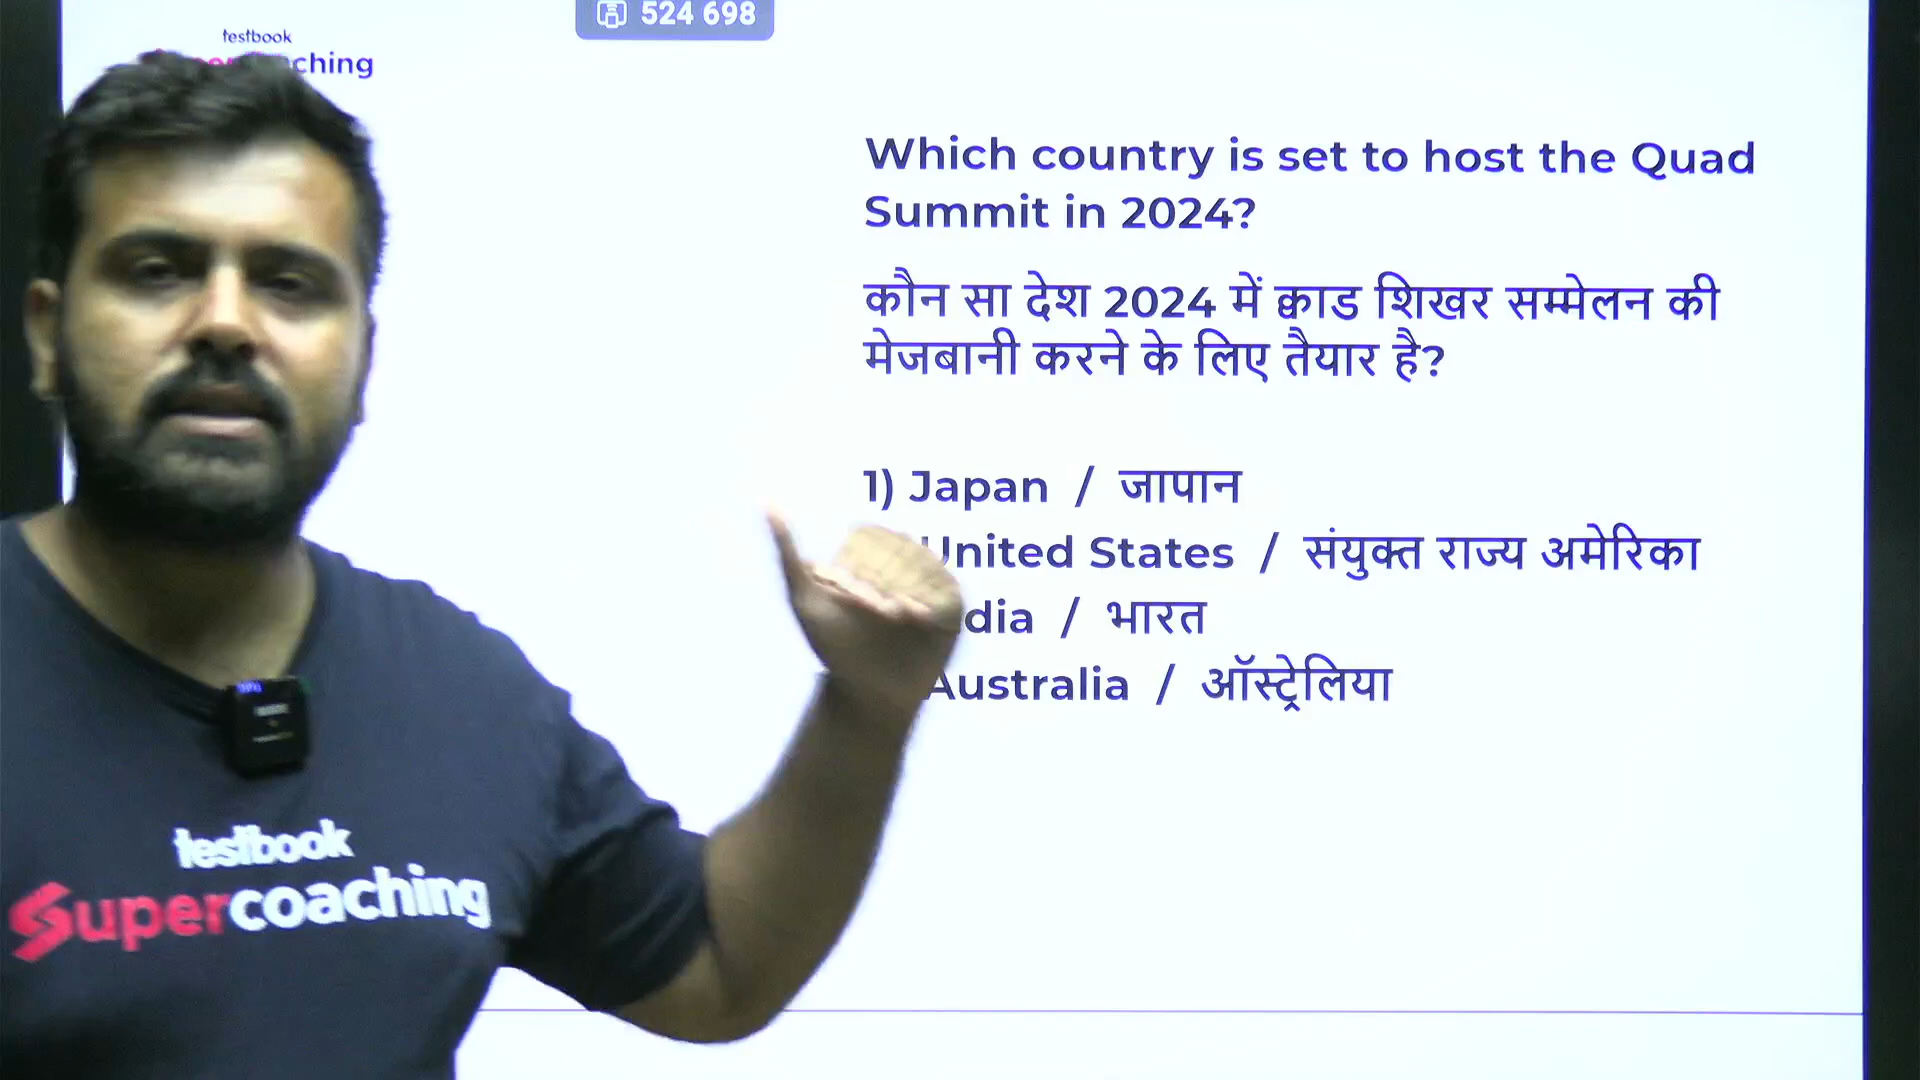 524 698
testbook
ching
Which country is set to host the Quad
Summit in 2024?
कौन सा देश 2024 में क्वाड शिखर सम्मेलन की
मेजबानी करने के लिए तैयार है?
1) Japan / जापान
United States / संयुक्त राज्य अमेरिका
dia / भारत
Australia / ऑस्ट्रेलिया
testbook
Supercoaching